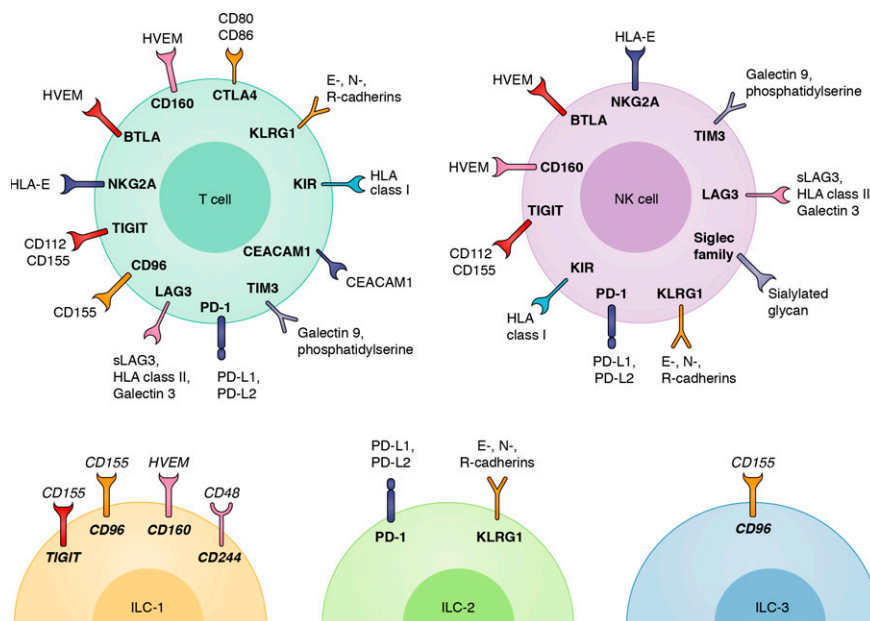 CD80
CD86
HVEM
CD160
CTLA4
E-, N-,
R-cadherins
HVEM
BTLA
KLRG1
HLA-E
NKG2A
T cell
KIR
HLA
class I
TIGIT
CD112
CD155
CD96
CEACAM1
CEACAM1
CD155
LAG3
PD-1
TIM3
sLAG3,
HLA class II,
Galectin 3
PD-L1,
PD-L2
Galectin 9,
phosphatidylserine
HLA-E
HVEM
NKG2A
BTLA
Galectin 9,
phosphatidylserine
TIM3
HVEM
CD160
NK cell
LAG3
sLAG3,
HLA class II
Galectin 3
TIGIT
CD112
CD155
Siglec
family
KIR
HLA
class I
PD-1
KLRG1
Sialylated
glycan
PD-L1,
PD-L2
E-, N-,
R-cadherins
CD155
CD155
HVEM
CD48
TIGIT
CD96
CD160
CD244
ILC-1
PD-L1,
PD-L2
E-, N-,
R-cadherins
PD-1
KLRG1
ILC-2
CD155
CD96
ILC-3